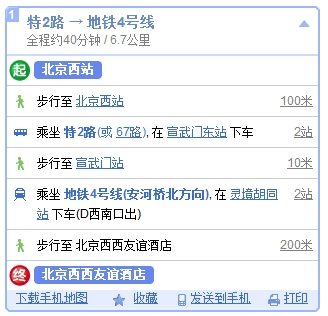 1
特2路 → 地铁4号线
全程约40分钟 / 6.7公里
起 北京西站
步行至 北京西站 100米
乘坐 特2路(或 67路), 在 宣武门东站 下车 2站
步行至 宣武门站 10米
乘坐 地铁4号线(安河桥北方向), 在 灵境胡同 2站
站 下车(D西南口出)
步行至 北京西西友谊酒店 200米
终 北京西西友谊酒店
下载手机地图 收藏 发送到手机 打印